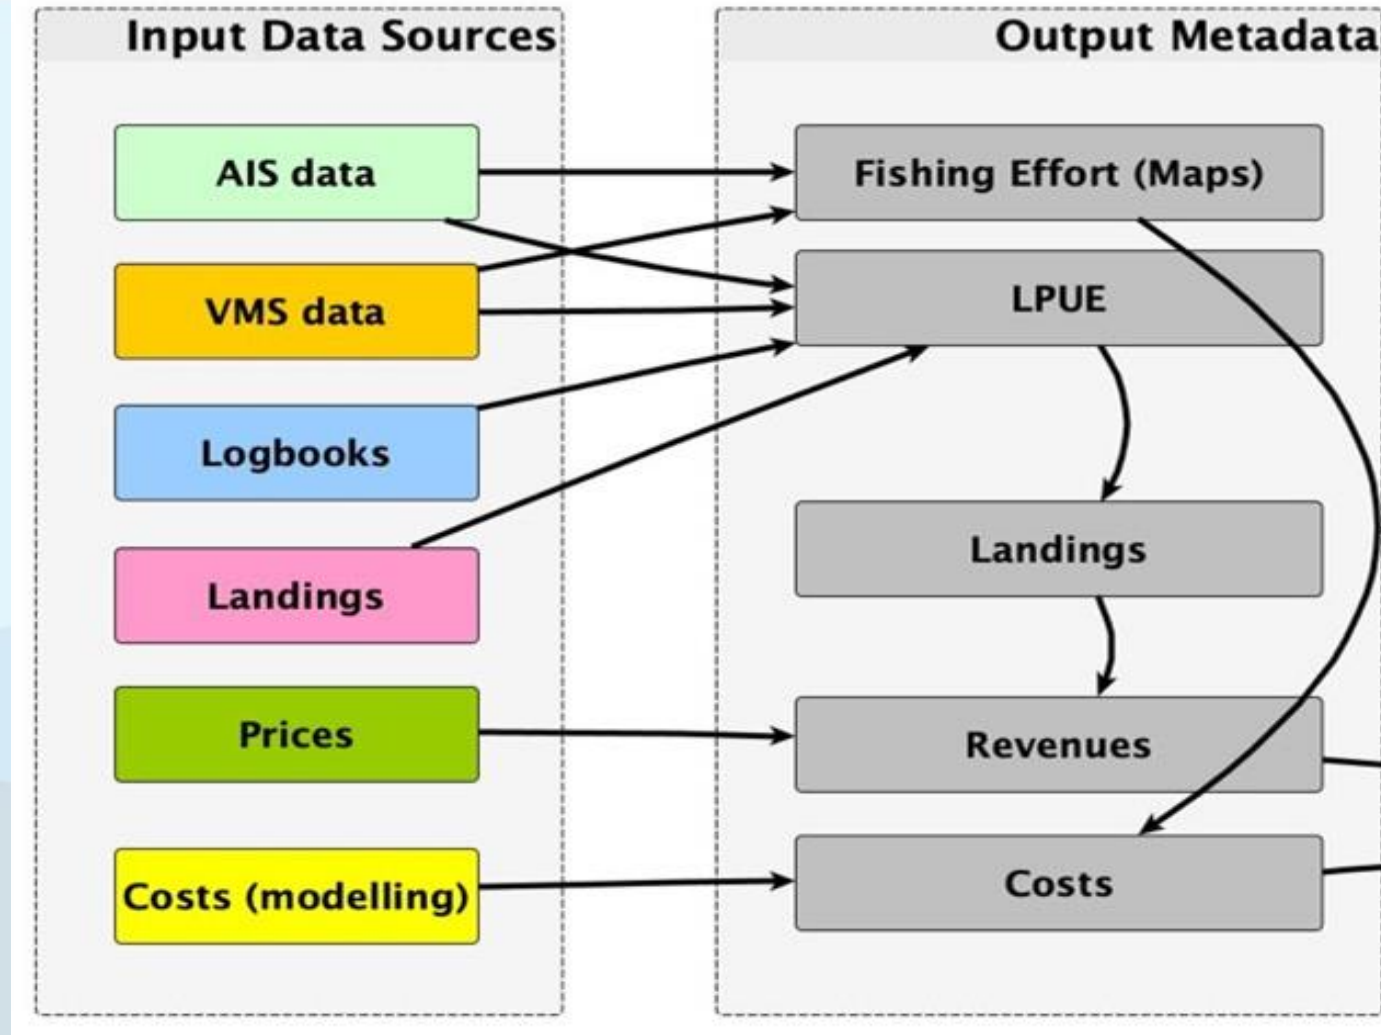 Input Data Sources
AIS data
VMS data
Logbooks
Landings
Prices
Costs (modelling)
Output Metadata
Fishing Effort (Maps)
LPUE
Landings
Revenues
Costs